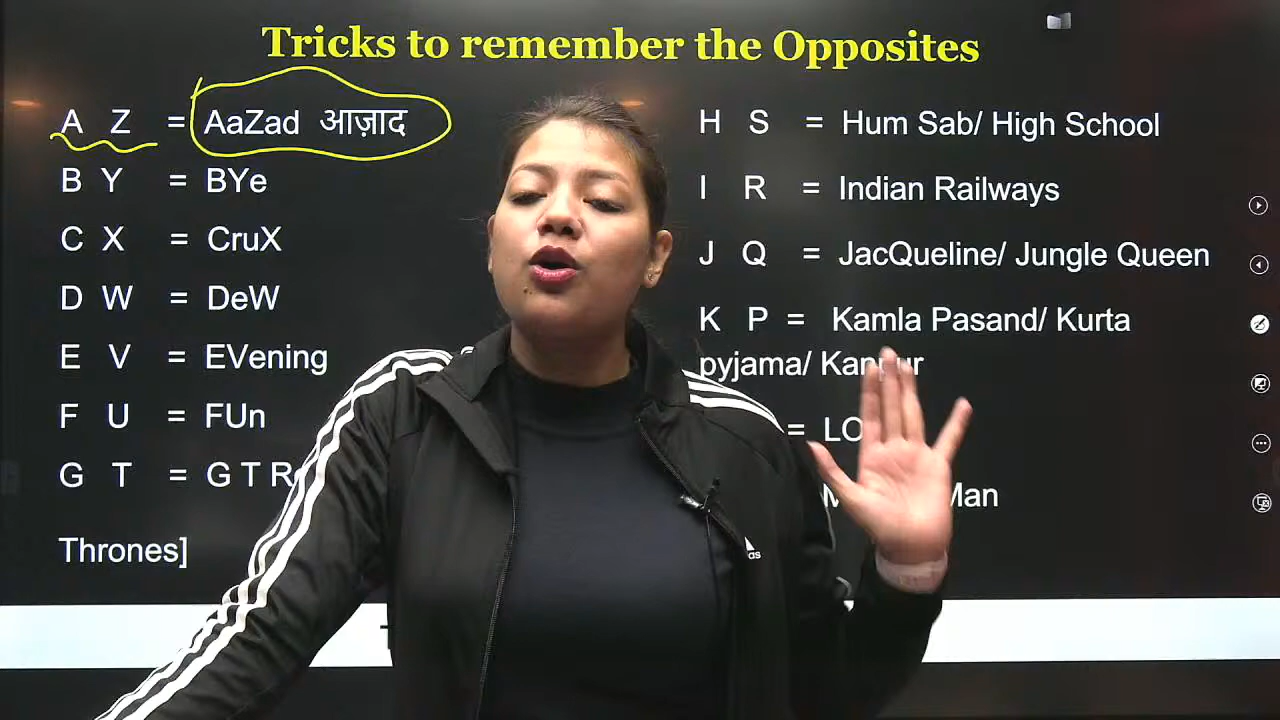 Tricks to remember the Opposites
A Z = AaZad आज़ाद
B Y = BYe
C X = CruX
D W = DeW
E V = EVening
F U = FUn
G T = G T R
Thrones]
H S = Hum Sab/ High School
I R = Indian Railways
J Q = JacQueline/ Jungle Queen
K P = Kamla Pasand/ Kurta
pyjama/ Kanpur
= LO
Man